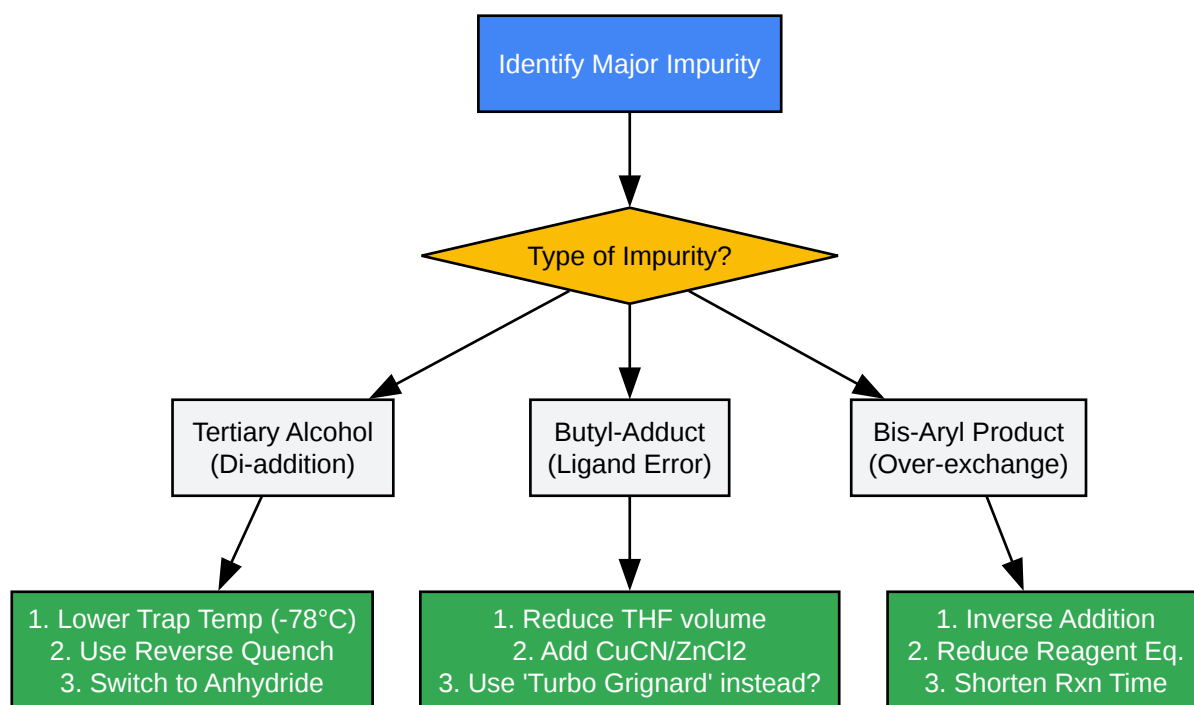 Identify Major Impurity
Type of Impurity?
Tertiary Alcohol
(Di-addition)
Butyl-Adduct
(Ligand Error)
Bis-Aryl Product
(Over-exchange)
1. Lower Trap Temp (-78°C)
2. Use Reverse Quench
3. Switch to Anhydride
1. Reduce THF volume
2. Add CuCN/ZnCl2
3. Use 'Turbo Grignard' instead?
1. Inverse Addition
2. Reduce Reagent Eq.
3. Shorten Rxn Time